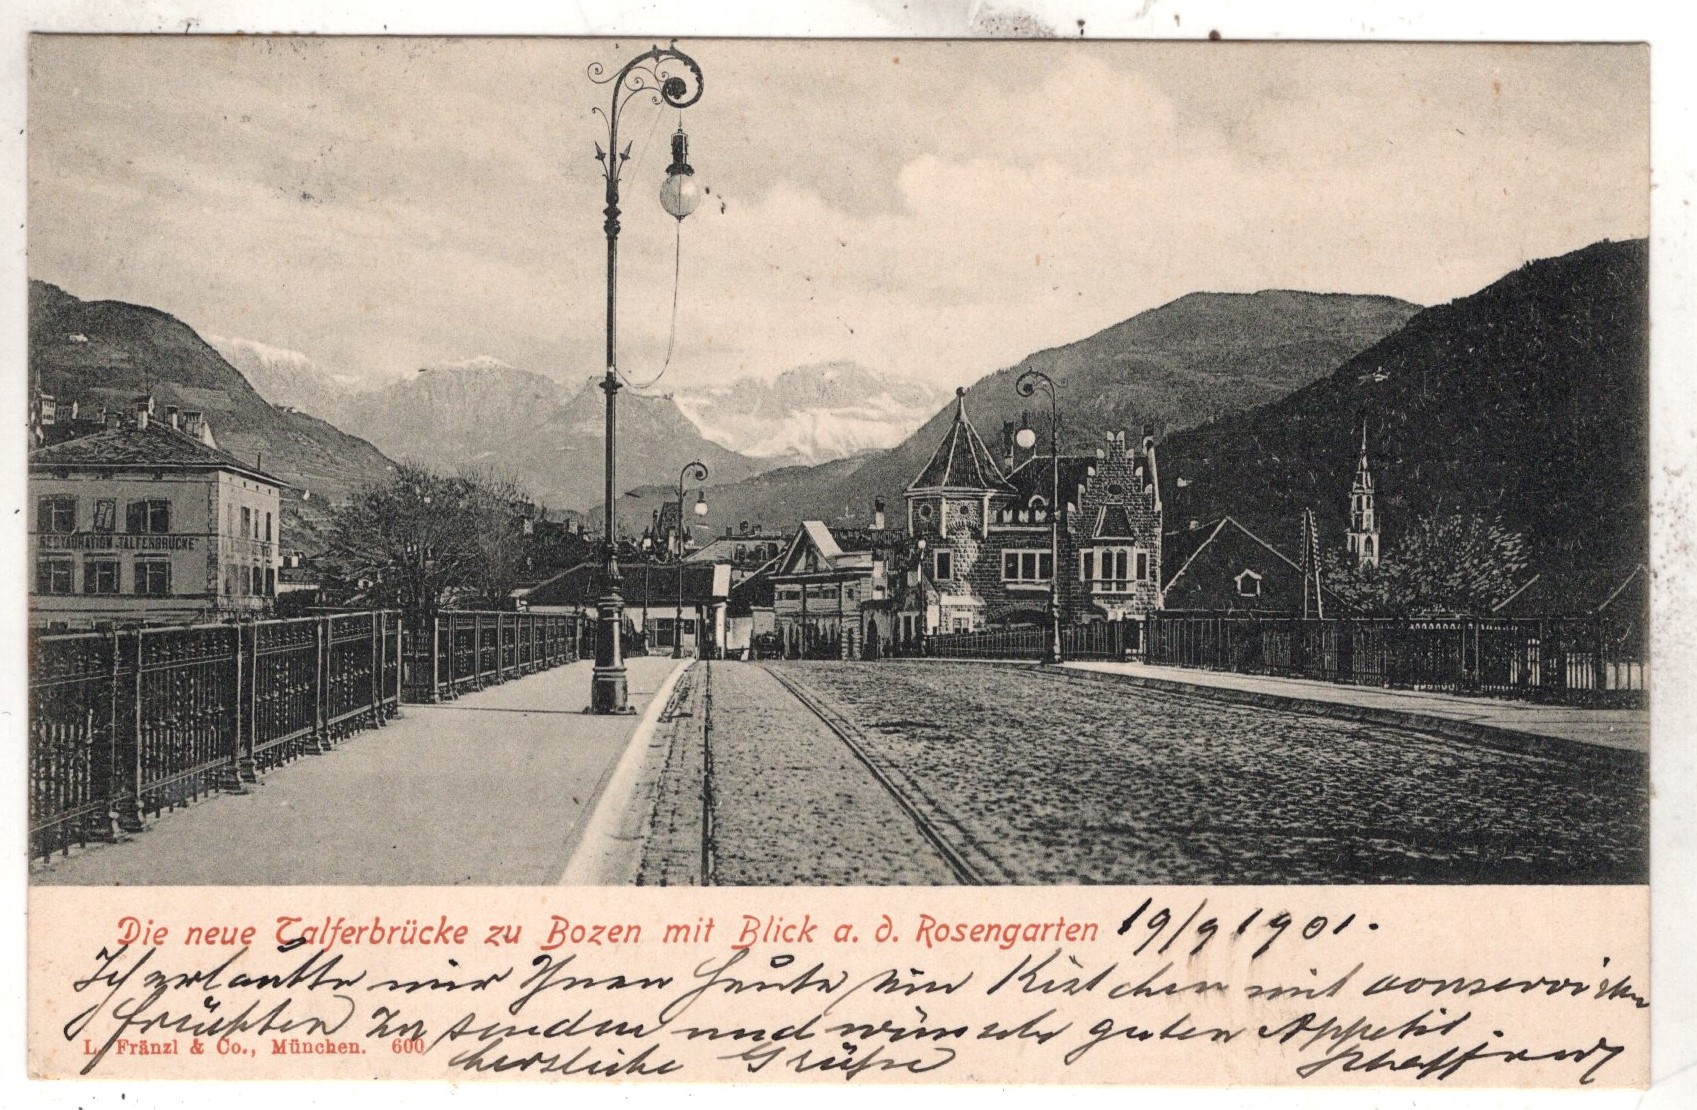 RESTAURATION „TALFERBRÜCKE“
Die neue Talferbrücke zu Bozen mit Blick a. d. Rosengarten 19/9 1901.
Ich erlaubte mir Ihnen heute ein Kistchen mit conservirten
Früchten zu senden und wünsche guten Appetit.
L. Fränzl & Co., München. 600
herzliche Grüße